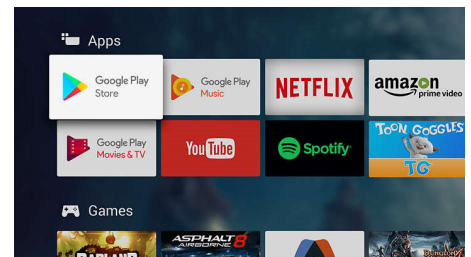 Apps
Google Play
Store
Google Play
Music
NETFLIX
amazon
prime video
Google Play
Movies & TV
YouTube
Spotify
TOON GOGGLES
TG
Games
BADLAND
ASPHALT 8
AIRBORNE